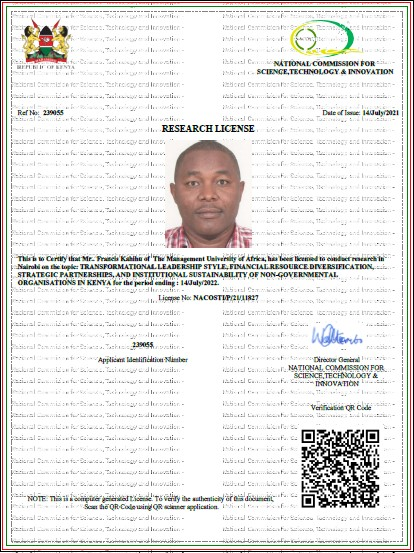 REPUBLIC OF KENYA
NATIONAL COMMISSION FOR
SCIENCE,TECHNOLOGY & INNOVATION
Ref No: 239055
Date of Issue: 14/July/2021
RESEARCH LICENSE
This is to Certify that Mr.. Francis Kahihu of The Management University of Africa, has been licensed to conduct research in
Nairobi on the topic: TRANSFORMATIONAL LEADERSHIP STYLE, FINANCIAL RESOURCE DIVERSIFICATION,
STRATEGIC PARTNERSHIPS, AND INSTITUTIONAL SUSTAINABILITY OF NON-GOVERNMENTAL
ORGANISATIONS IN KENYA for the period ending : 14/July/2022.
License No: NACOSTI/P/21/11827
239055
Applicant Identification Number
Director General
NATIONAL COMMISSION FOR
SCIENCE,TECHNOLOGY &
INNOVATION
Verification QR Code
NOTE: This is a computer generated License. To verify the authenticity of this document,
Scan the QR Code using QR scanner application.